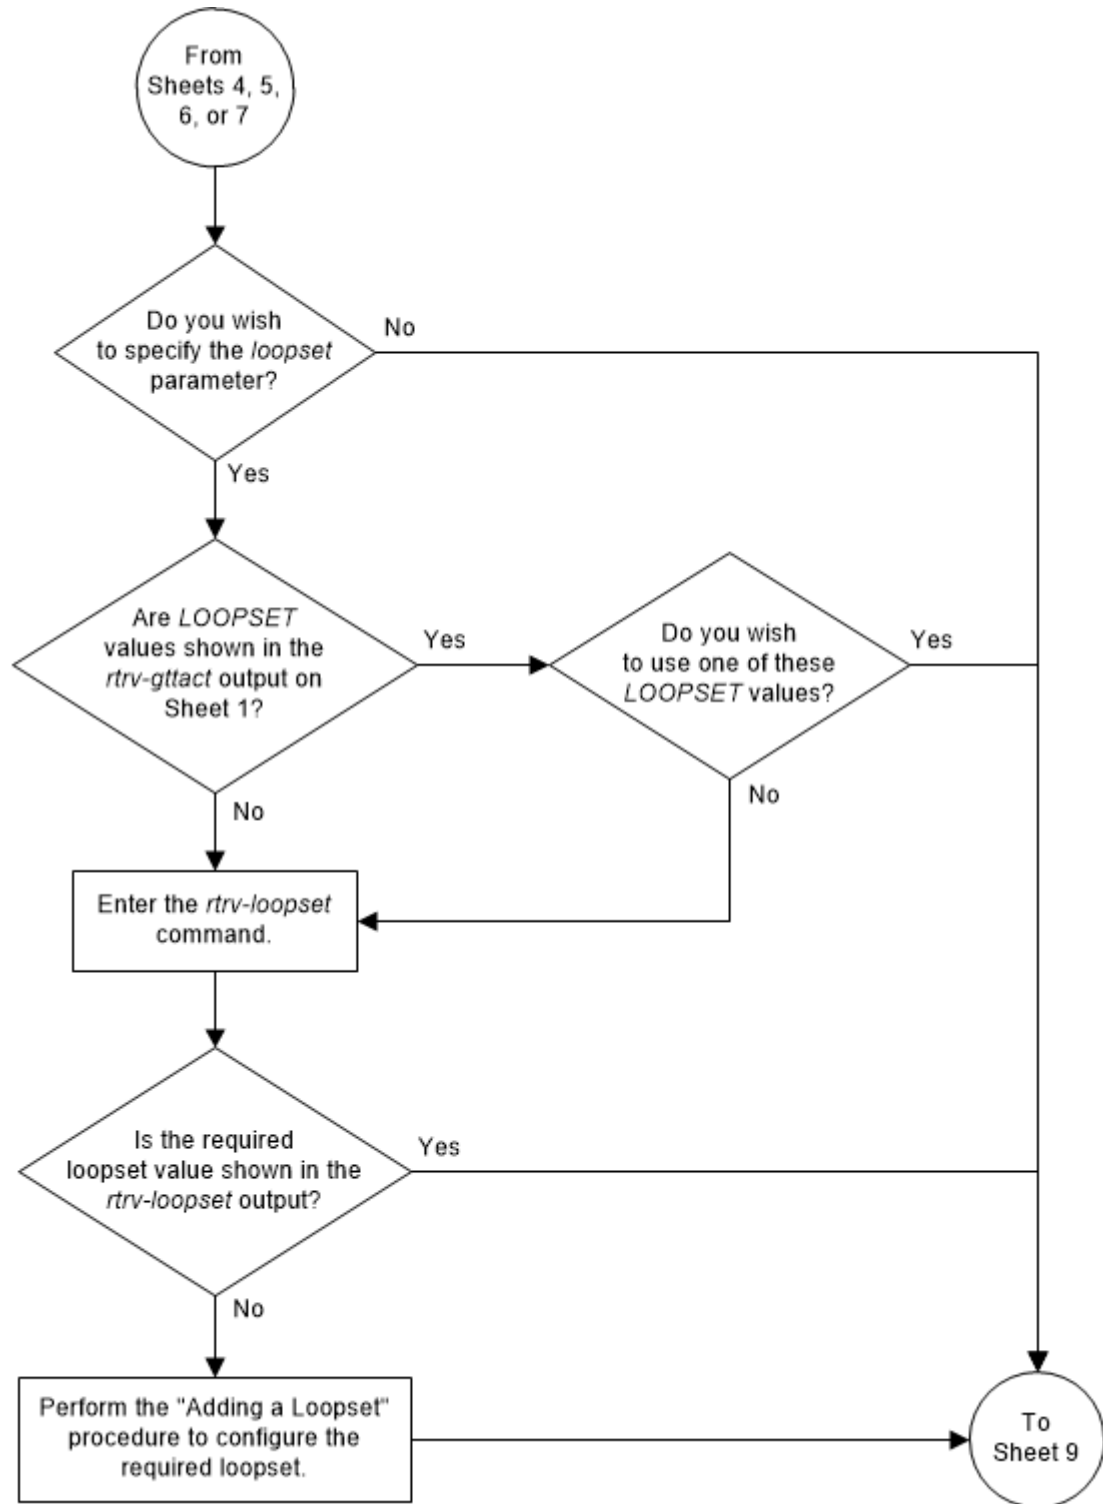 From
Sheets 4, 5,
6, or 7
Do you wish
to specify the loopset
parameter?
No
Yes
Are LOOPSET
values shown in the
rtrv-gttact output on
Sheet 1?
Yes
Do you wish
to use one of these
LOOPSET values?
Yes
No
No
Enter the rtrv-loopset
command.
Is the required
loopset value shown in the
rtrv-loopset output?
Yes
No
Perform the "Adding a Loopset"
procedure to configure the
required loopset.
To
Sheet 9